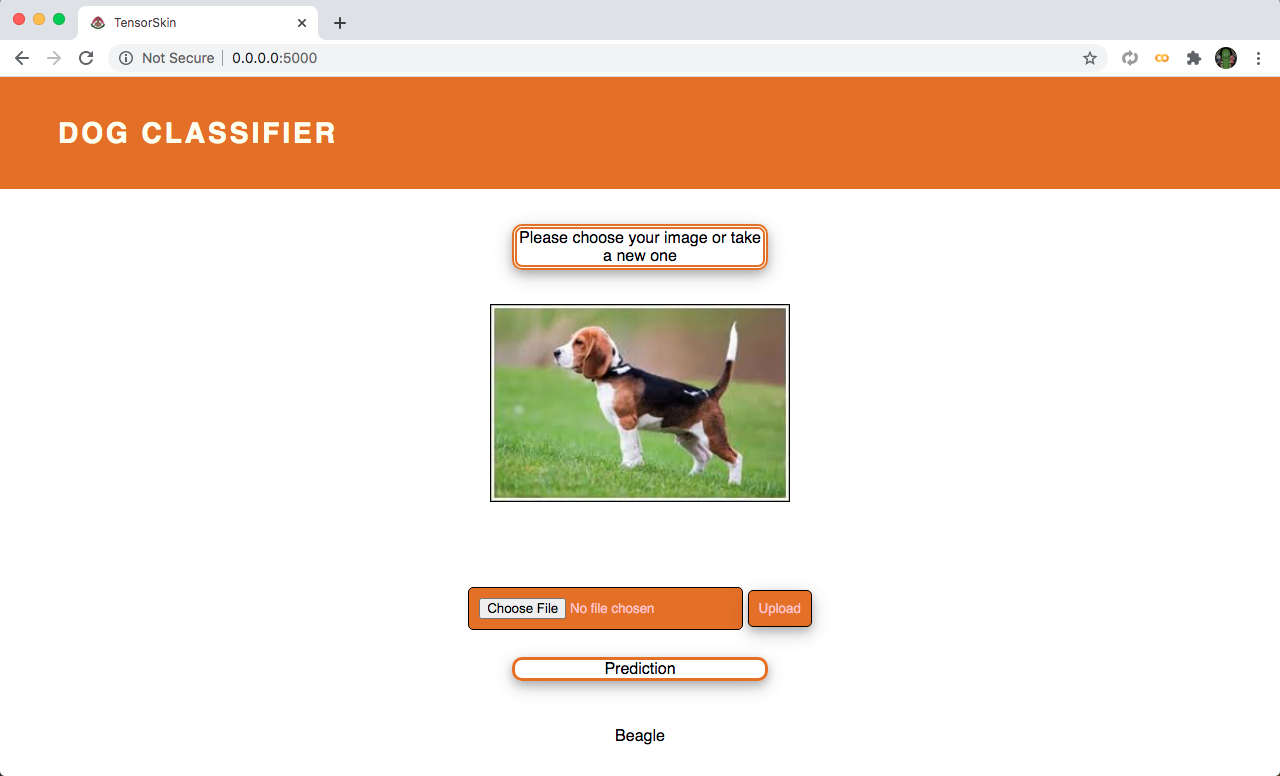 TensorSkin
Not Secure 0.0.0.0:5000
DOG CLASSIFIER
Please choose your image or take
a new one
Choose File No file chosen Upload
Prediction
Beagle